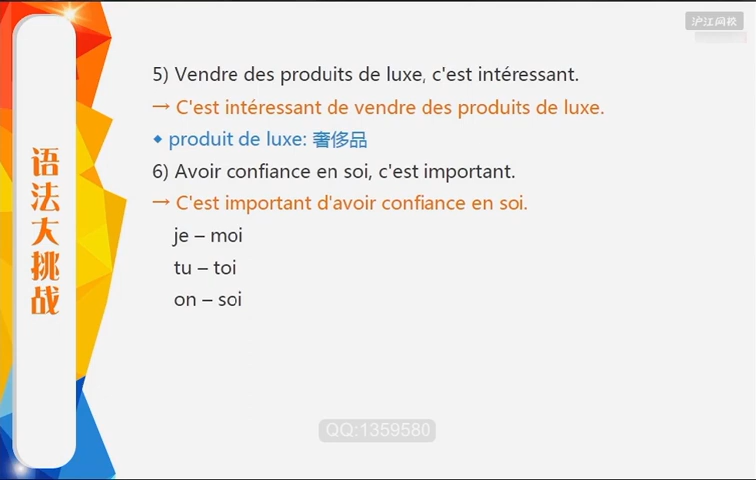 沪江网校
语法大挑战
5) Vendre des produits de luxe, c'est intéressant.
→ C'est intéressant de vendre des produits de luxe.
◆ produit de luxe: 奢侈品
6) Avoir confiance en soi, c'est important.
→ C'est important d'avoir confiance en soi.
je – moi
tu – toi
on – soi
QQ:1359580